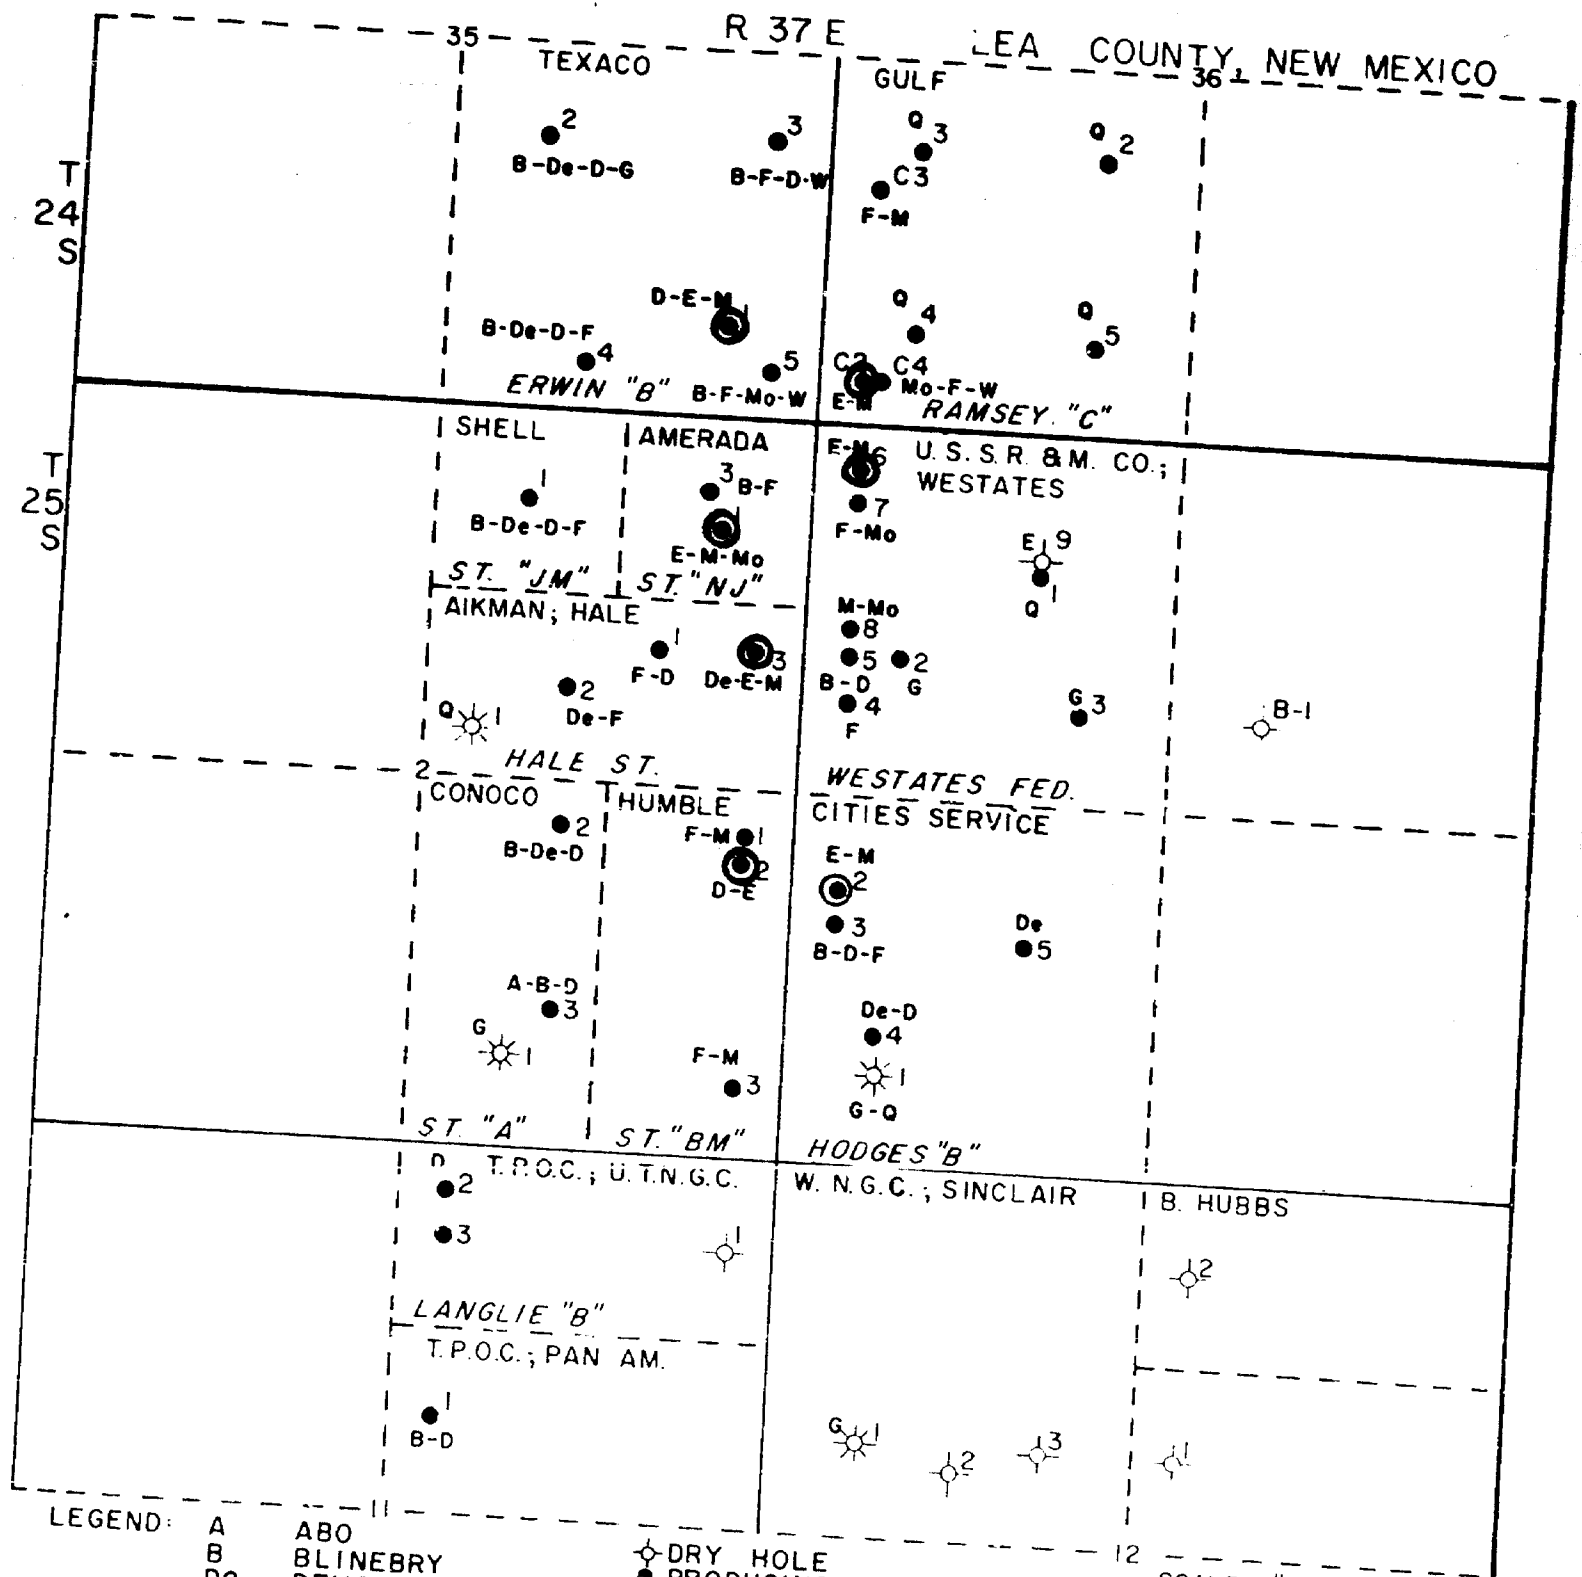 R 37 E
LEA COUNTY, NEW MEXICO
35
36
TEXACO
GULF
T
24
S
2
B-De-D-G
3
B-F-D-W
Q
3
C3
F-M
Q
2
D-E-M
1
B-De-D-F
4
5
B-F-Mo-W
ERWIN "B"
Q
4
Q
5
C2
C4
Mo-F-W
E-M
RAMSEY. "C"
T
25
S
SHELL
AMERADA
U.S.S.R. & M. CO.;
WESTATES
1
B-De-D-F
3 B-F
1
E-M-Mo
E-M 6
7
F-Mo
E 9
Q 1
ST. "JM"
ST. "NJ"
AIKMAN; HALE
1
F-D
3
De-E-M
2
De-F
Q 1
M-Mo
8
5
B-D
2
G
4
F
G 3
B-1
HALE ST.
WESTATES FED.
2
CONOCO
HUMBLE
CITIES SERVICE
2
B-De-D
F-M 1
2
D-E
E-M
2
3
B-D-F
De
5
A-B-D
3
G
1
F-M
3
De-D
4
1
G-Q
ST. "A"
ST. "BM"
HODGES "B"
D
T.P.O.C.; U.T.N.G.C.
W. N.G.C.; SINCLAIR
B. HUBBS
2
3
1
2
LANGLIE "B"
T.P.O.C.; PAN AM.
1
B-D
G 1
2
3
1
11
12
LEGEND:
A ABO
B BLINEBRY
DRY HOLE